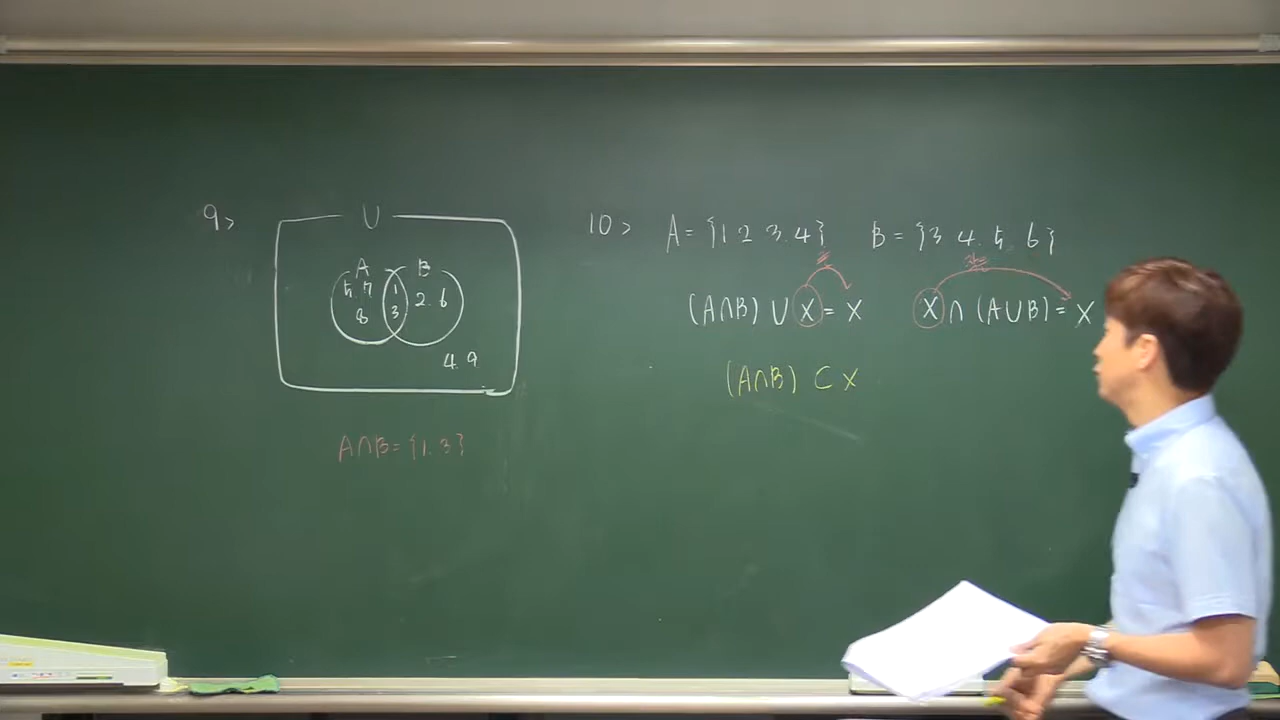 9>
U
A B
5. 7 1 2. 6
8 3
4. 9.
A∩B= {1. 3}
10> A= {1 2 3. 4} B = {3 4. 5. 6}
(A∩B) ∪ X = X X ∩ (A∪B) = X
(A∩B) ⊂ X